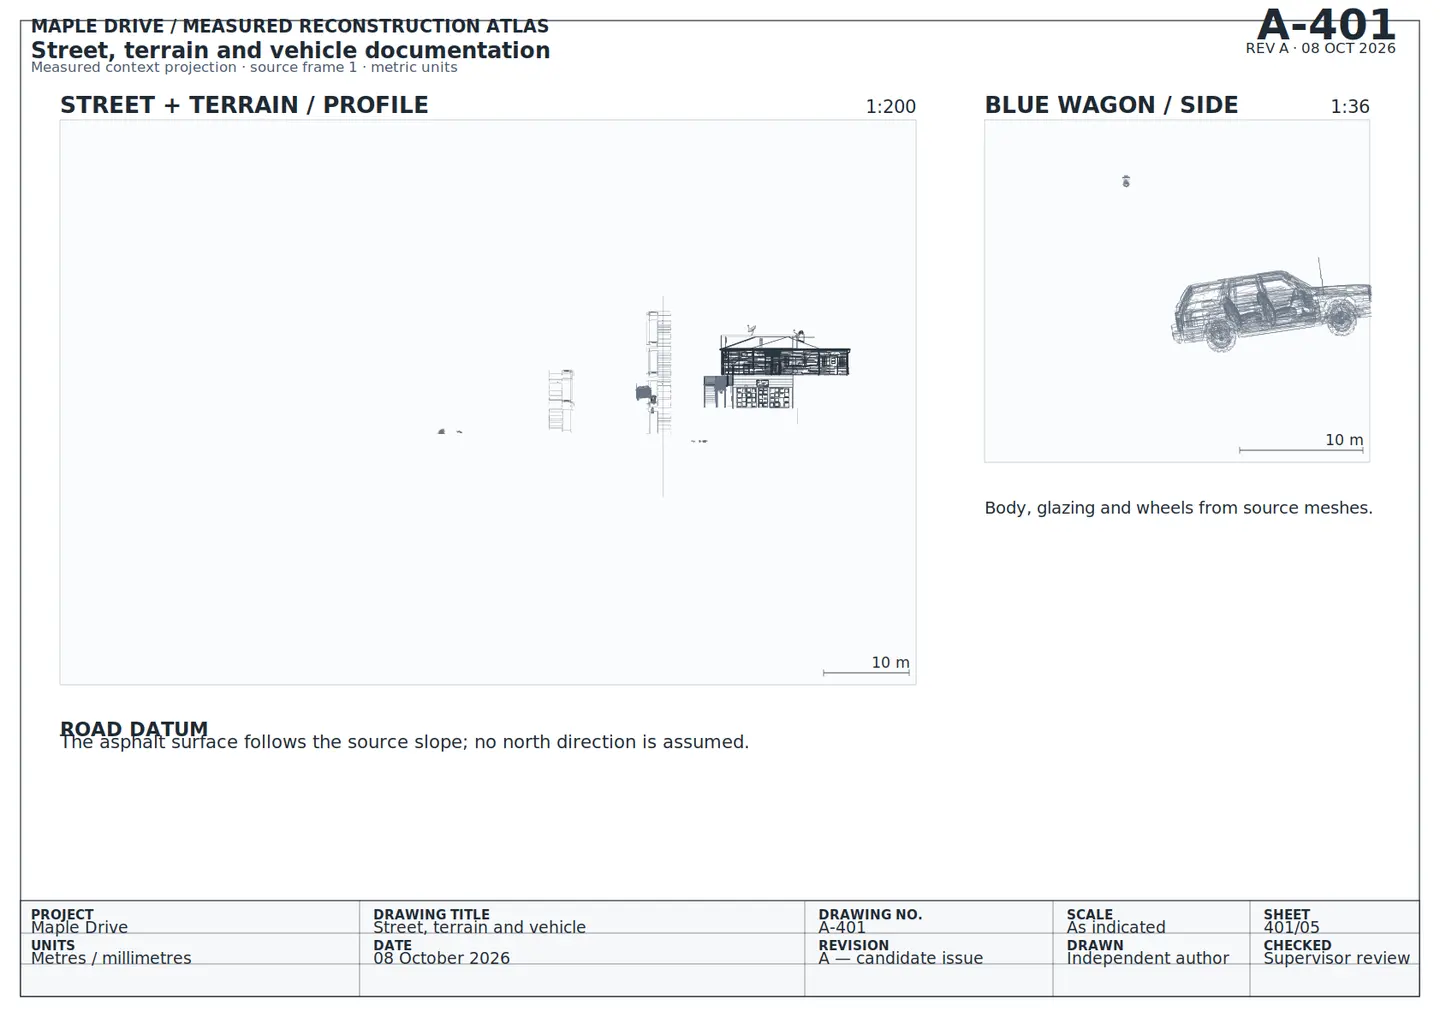 MAPLE DRIVE / MEASURED RECONSTRUCTION ATLAS
Street, terrain and vehicle documentation
Measured context projection · source frame 1 · metric units
A-401
REV A · 08 OCT 2026
STREET + TERRAIN / PROFILE 1:200
10 m
BLUE WAGON / SIDE 1:36
10 m
Body, glazing and wheels from source meshes.
ROAD DATUM
The asphalt surface follows the source slope; no north direction is assumed.
PROJECT
Maple Drive
DRAWING TITLE
Street, terrain and vehicle
DRAWING NO.
A-401
SCALE
As indicated
SHEET
401/05
UNITS
Metres / millimetres
DATE
08 October 2026
REVISION
A — candidate issue
DRAWN
Independent author
CHECKED
Supervisor review